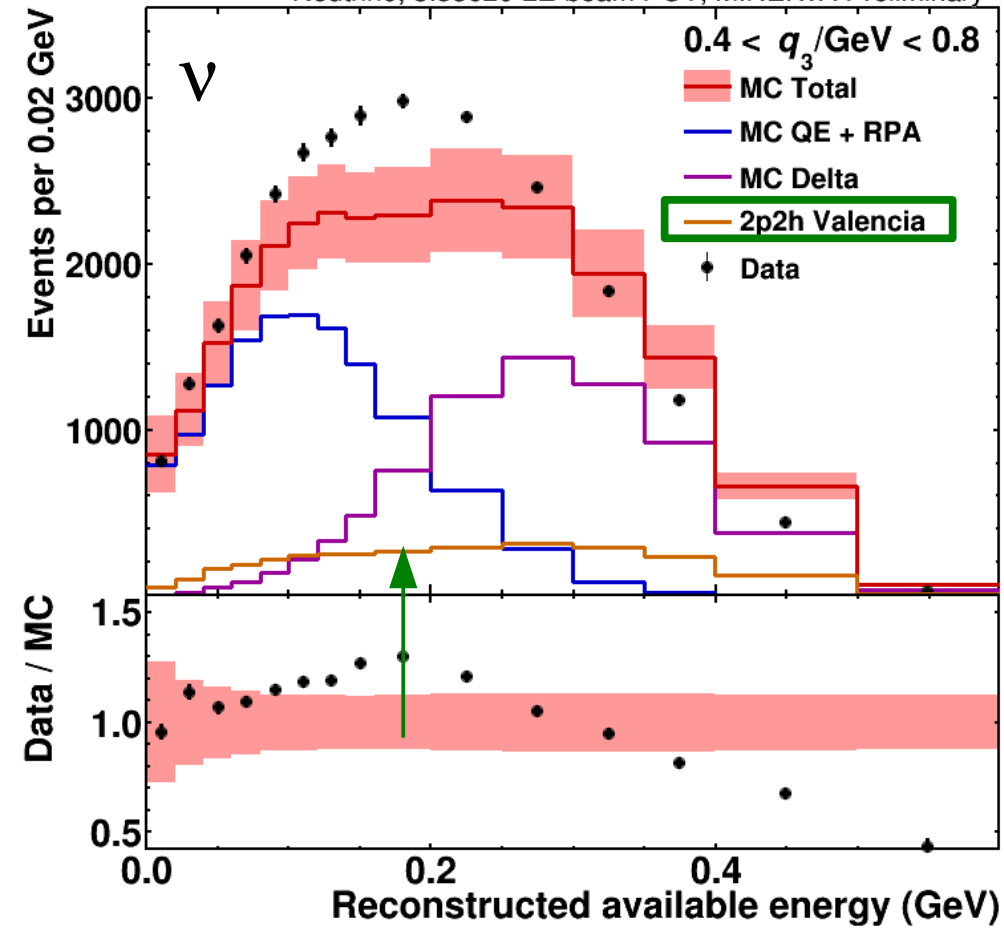 ν
0.4 < q3/GeV < 0.8
MC Total
MC QE + RPA
MC Delta
2p2h Valencia
Data
Events per 0.02 GeV
3000
2000
1000
Data / MC
1.5
1.0
0.5
0.0 0.2 0.4
Reconstructed available energy (GeV)